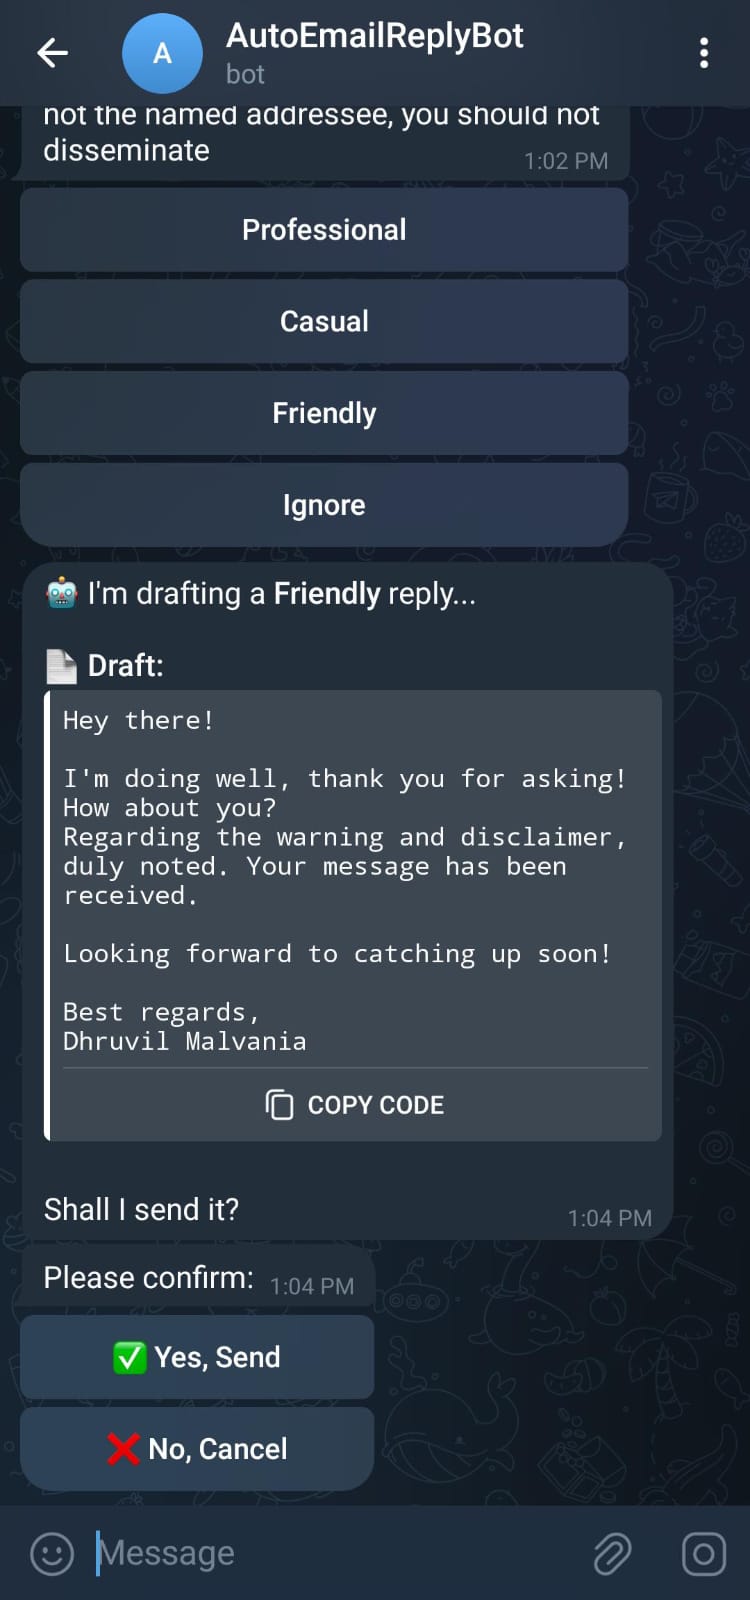 A
AutoEmailReplyBot
bot
not the named addressee, you should not
disseminate
1:02 PM
Professional
Casual
Friendly
Ignore
🤖 I'm drafting a Friendly reply...
📄 Draft:
Hey there!
I'm doing well, thank you for asking!
How about you?
Regarding the warning and disclaimer,
duly noted. Your message has been
received.
Looking forward to catching up soon!
Best regards,
Dhruvil Malvania
COPY CODE
Shall I send it?
1:04 PM
Please confirm: 1:04 PM
✅ Yes, Send
❌ No, Cancel
Message